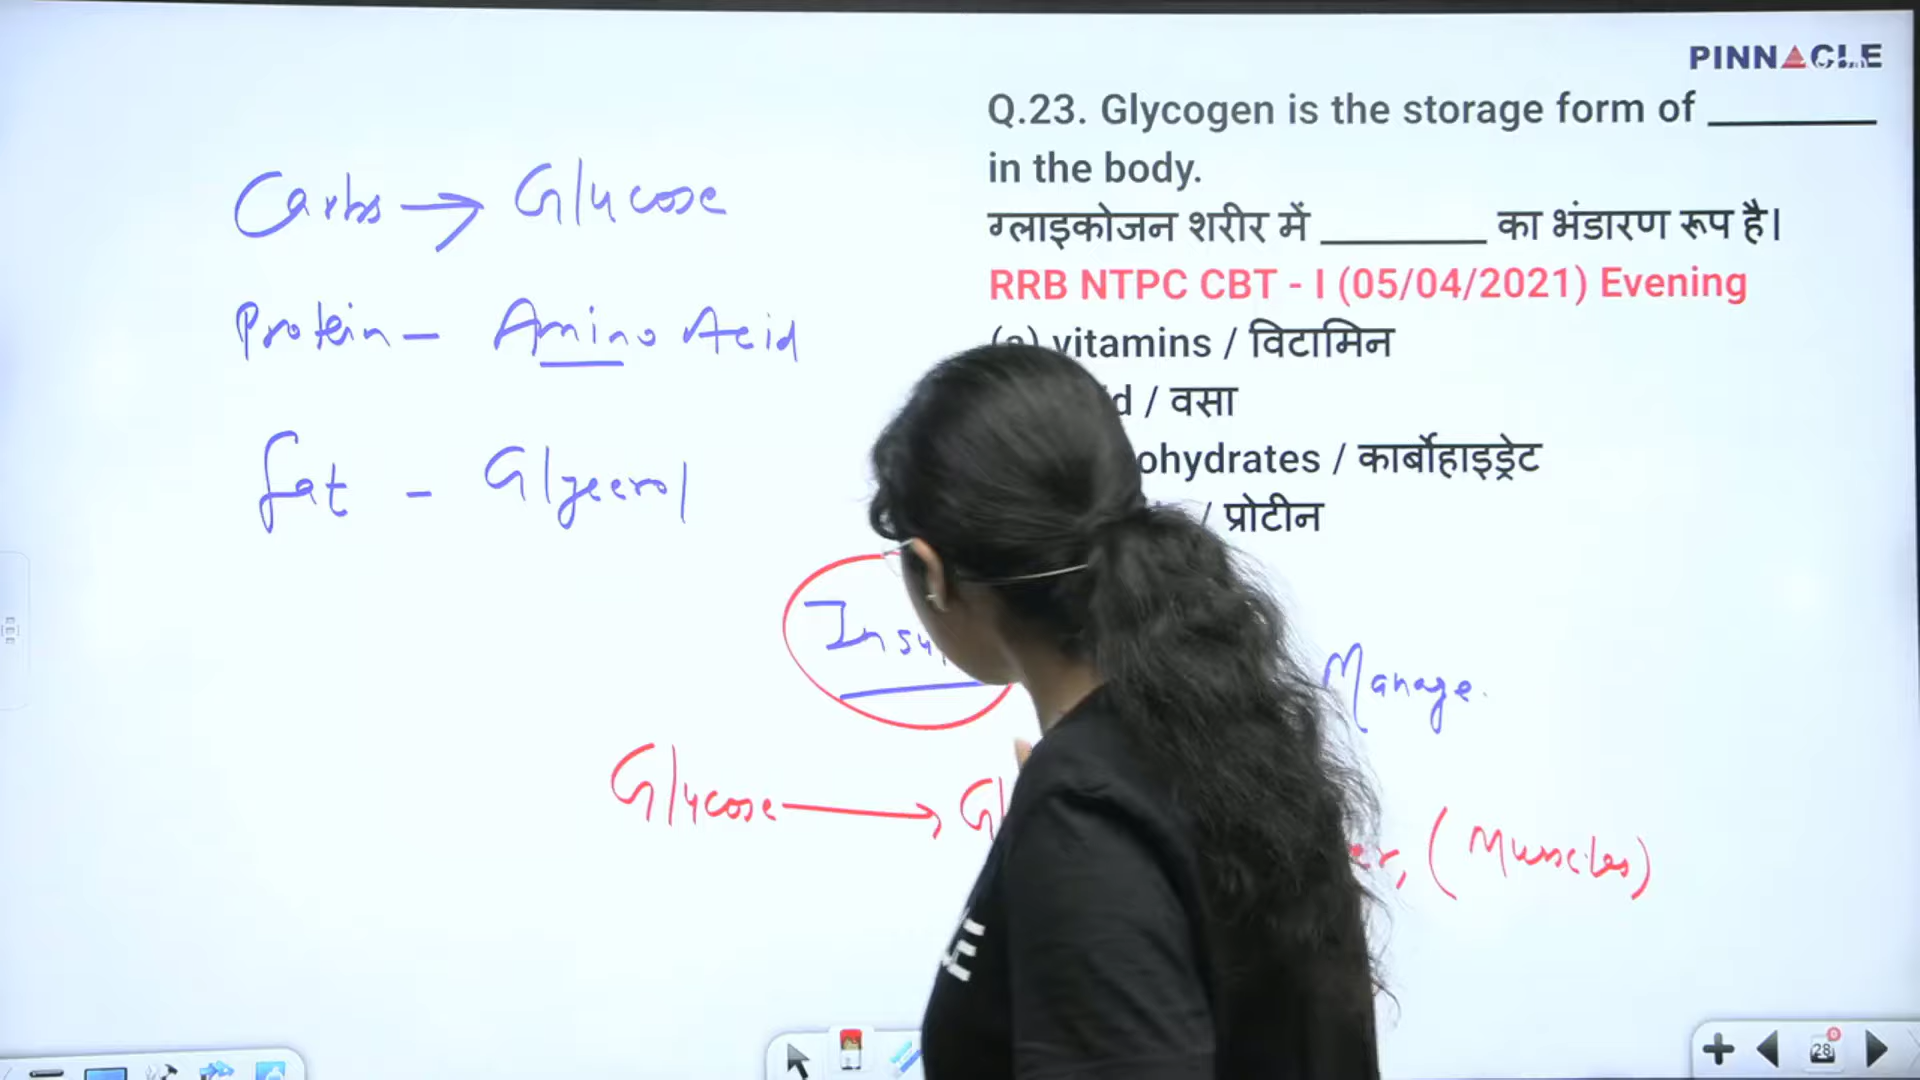 PINNACLE
Q.23. Glycogen is the storage form of ________
in the body.
ग्लाइकोजन शरीर में ________ का भंडारण रूप है।
RRB NTPC CBT - I (05/04/2021) Evening
(a) vitamins / विटामिन
/ वसा
/ कार्बोहाइड्रेट
/ प्रोटीन
Carbs → Glucose
Protein – Amino Acid
fat – Glycerol
Manage.
Glucose →
(Muscles)
28